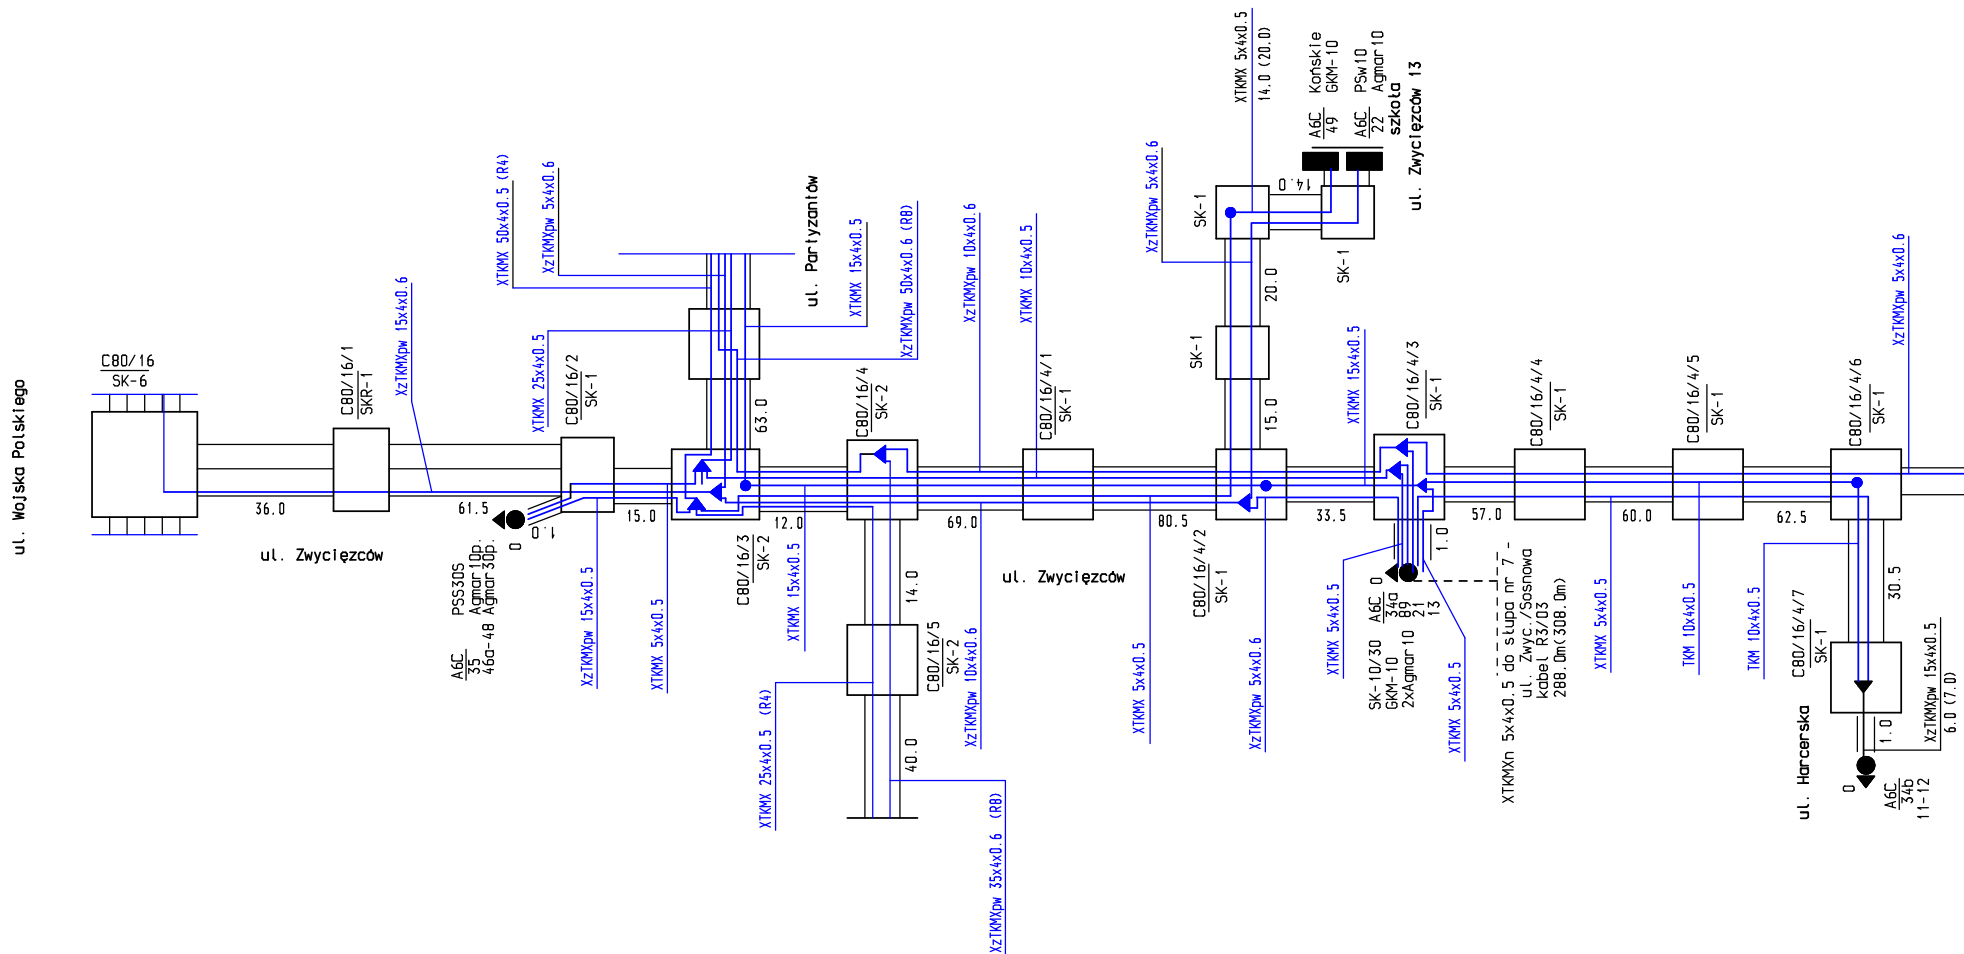 ul. Wojska Polskiego
C80/16
SK-6
36.0
C80/16/1
SKR-1
XzTKMXpw 15x4x0.6
61.5
ul. Zwycięzców
C80/16/2
SK-1
XTKMX 25x4x0.5
XTKMX 50x4x0.5 (R4)
XzTKMXpw 5x4x0.6
1.0
0
A6C
35
46a-48
PSS30S
Agmar10p.
Agmar30p.
XzTKMXpw 15x4x0.5
15.0
XTKMX 5x4x0.5
C80/16/3
SK-2
63.0
ul. Partyzantów
XTKMX 15x4x0.5
XzTKMXpw 50x4x0.6 (R8)
12.0
XTKMX 15x4x0.5
C80/16/4
SK-2
14.0
C80/16/5
SK-2
40.0
XTKMX 25x4x0.5 (R4)
XzTKMXpw 35x4x0.6 (R8)
XzTKMXpw 10x4x0.6
XTKMX 10x4x0.5
69.0
XzTKMXpw 10x4x0.6
C80/16/4/1
SK-1
ul. Zwycięzców
80.5
XTKMX 5x4x0.5
C80/16/4/2
SK-1
15.0
SK-1
20.0
SK-1
XzTKMXpw 5x4x0.6
XTKMX 5x4x0.5
14.0 (20.0)
14.0
SK-1
A6C
49
Końskie
GKM-10
A6C
22
PSw10
Agmar10
szkoła
ul. Zwycięzców 13
XzTKMXpw 5x4x0.6
33.5
XTKMX 15x4x0.5
C80/16/4/3
SK-1
XTKMX 5x4x0.5
1.0
0
A6C
34a
89
21
13
SK-10/30
GKM-10
2xAgmar10
XTKMX 5x4x0.5
XTKMXn 5x4x0.5 do słupa nr 7 -
ul. Zwyc./Sosnowa
kabel R3/03
288.0m(308.0m)
57.0
C80/16/4/4
SK-1
60.0
XTKMX 5x4x0.5
C80/16/4/5
SK-1
TKM 10x4x0.5
62.5
TKM 10x4x0.5
C80/16/4/6
SK-1
XzTKMXpw 5x4x0.6
30.5
C80/16/4/7
SK-1
ul. Harcerska
1.0
XzTKMXpw 15x4x0.5
6.0 (7.0)
0
A6C
34b
11-12